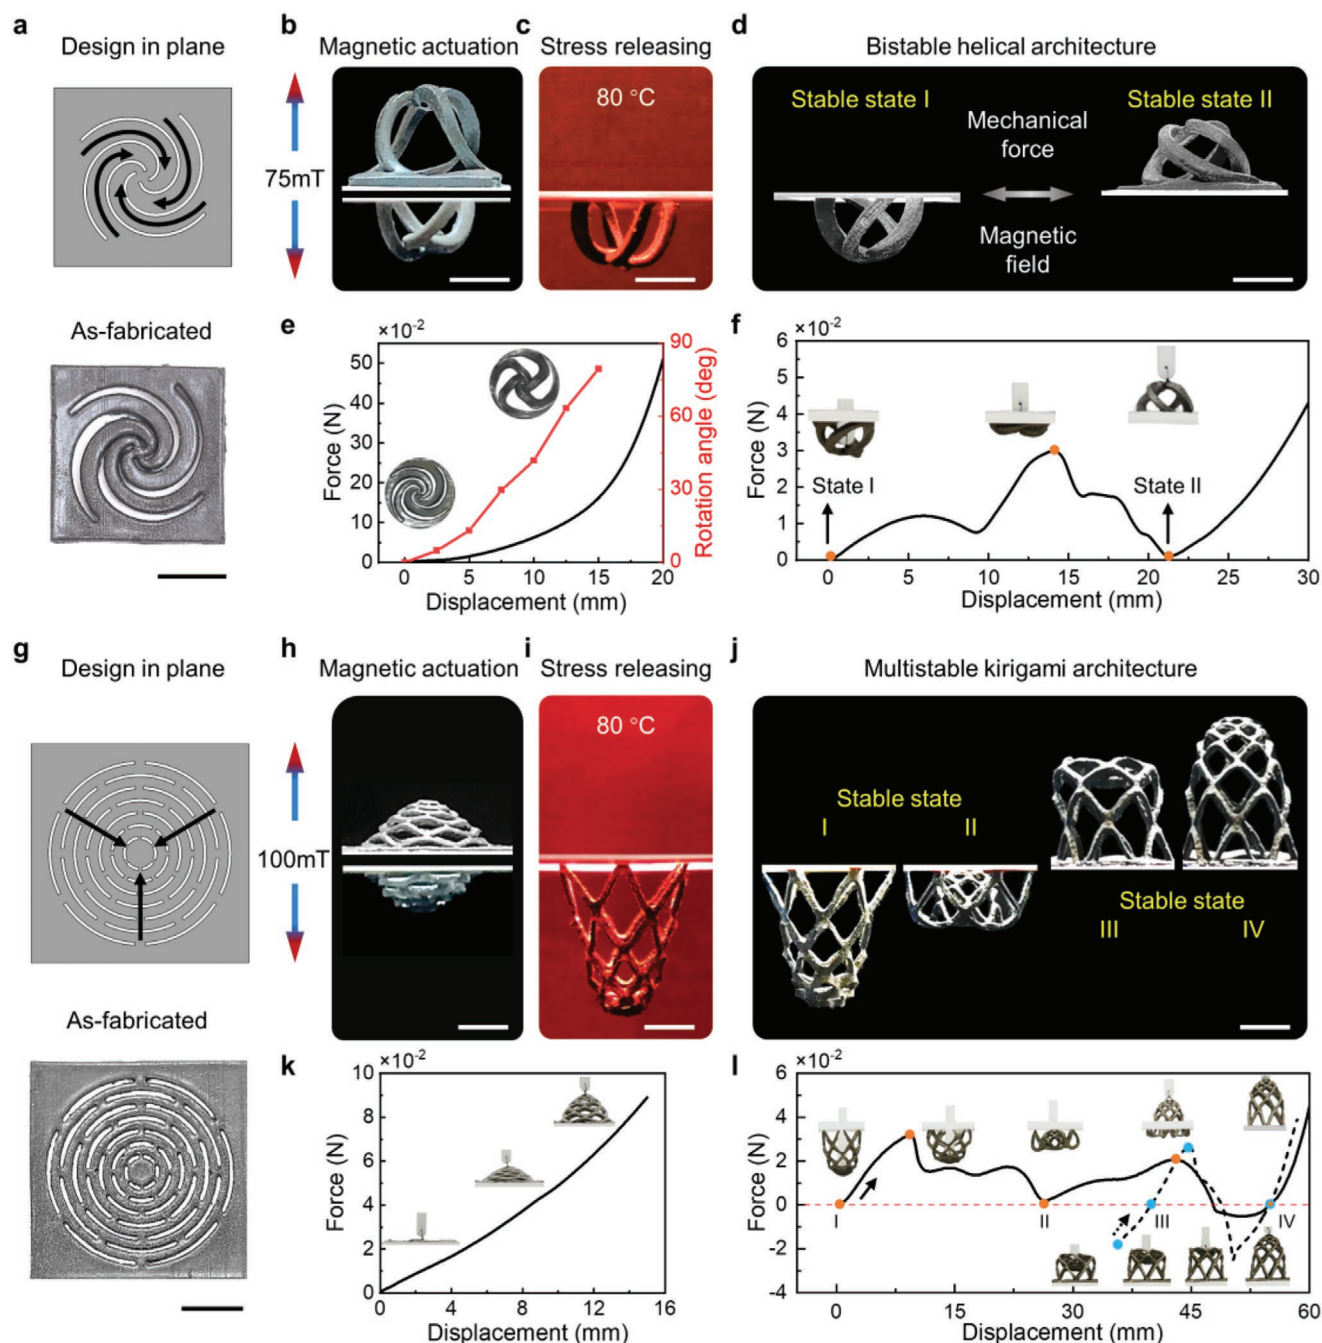 a
Design in plane
As-fabricated
b
Magnetic actuation
75mT
c
Stress releasing
80 °C
d
Bistable helical architecture
Stable state I
Stable state II
Mechanical
force
Magnetic
field
e
×10⁻²
50
40
30
20
10
0
Force (N)
0 5 10 15 20
Displacement (mm)
90
60
30
0
Rotation angle (deg)
f
×10⁻²
6
5
4
3
2
1
0
Force (N)
State I
State II
0 5 10 15 20 25 30
Displacement (mm)
g
Design in plane
As-fabricated
h
Magnetic actuation
100mT
i
Stress releasing
80 °C
j
Multistable kirigami architecture
Stable state
I II
Stable state
III IV
k
×10⁻²
10
8
6
4
2
0
Force (N)
0 4 8 12 16
Displacement (mm)
l
×10⁻²
6
4
2
0
-2
-4
Force (N)
I II III IV
0 15 30 45 60
Displacement (mm)